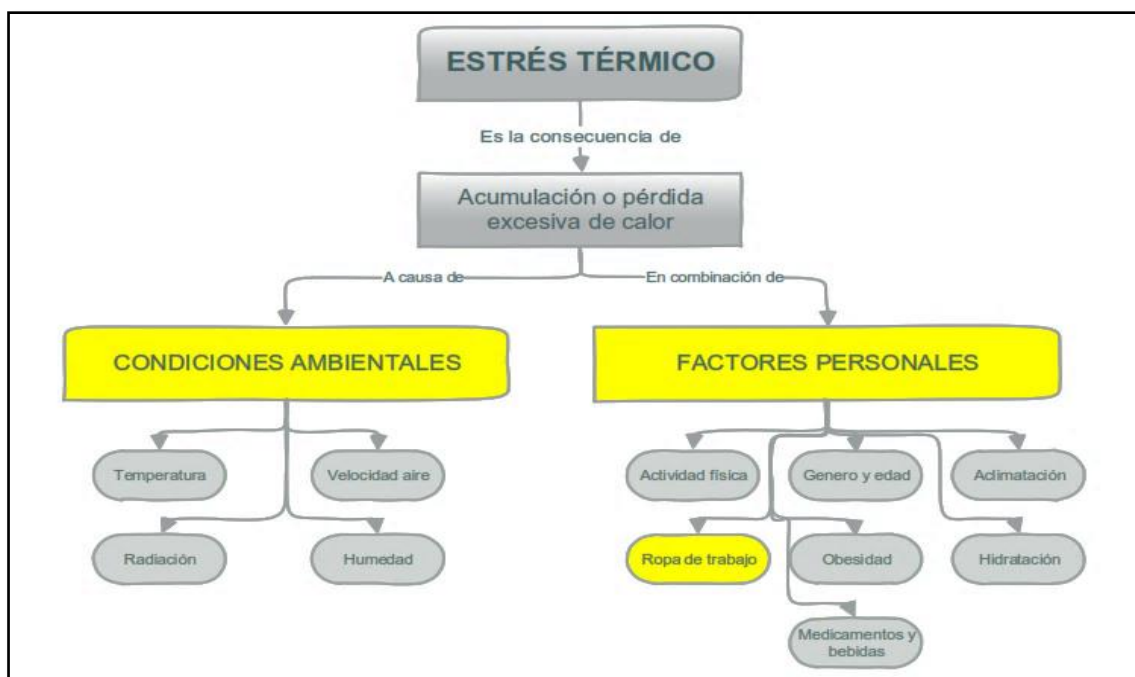 ESTRÉS TÉRMICO
Es la consecuencia de
Acumulación o pérdida
excesiva de calor
A causa de
En combinación de
CONDICIONES AMBIENTALES
FACTORES PERSONALES
Temperatura
Velocidad aire
Actividad física
Genero y edad
Aclimatación
Radiación
Humedad
Ropa de trabajo
Obesidad
Hidratación
Medicamentos y
bebidas